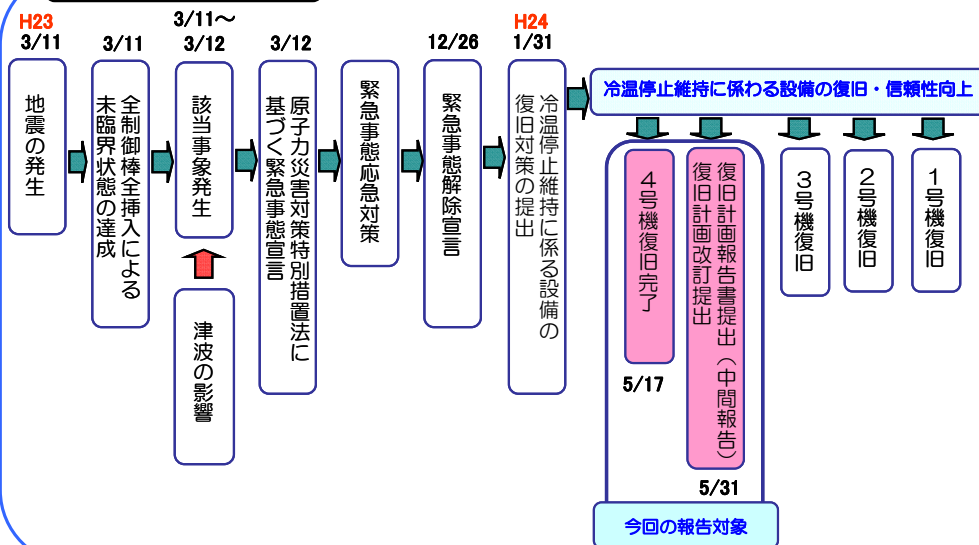 H23
3/11
地震の発生
3/11
全制御棒全挿入による
未臨界状態の達成
3/11～
3/12
該当事象発生
津波の影響
3/12
原子力災害対策特別措置法に
基づく緊急事態宣言
緊急事態応急対策
12/26
緊急事態解除宣言
H24
1/31
冷温停止維持に係る設備の
復旧対策の提出
冷温停止維持に係わる設備の復旧・信頼性向上
4号機復旧完了
5/17
復旧計画報告書提出（中間報告）
復旧計画改訂提出
5/31
3号機復旧
2号機復旧
1号機復旧
今回の報告対象